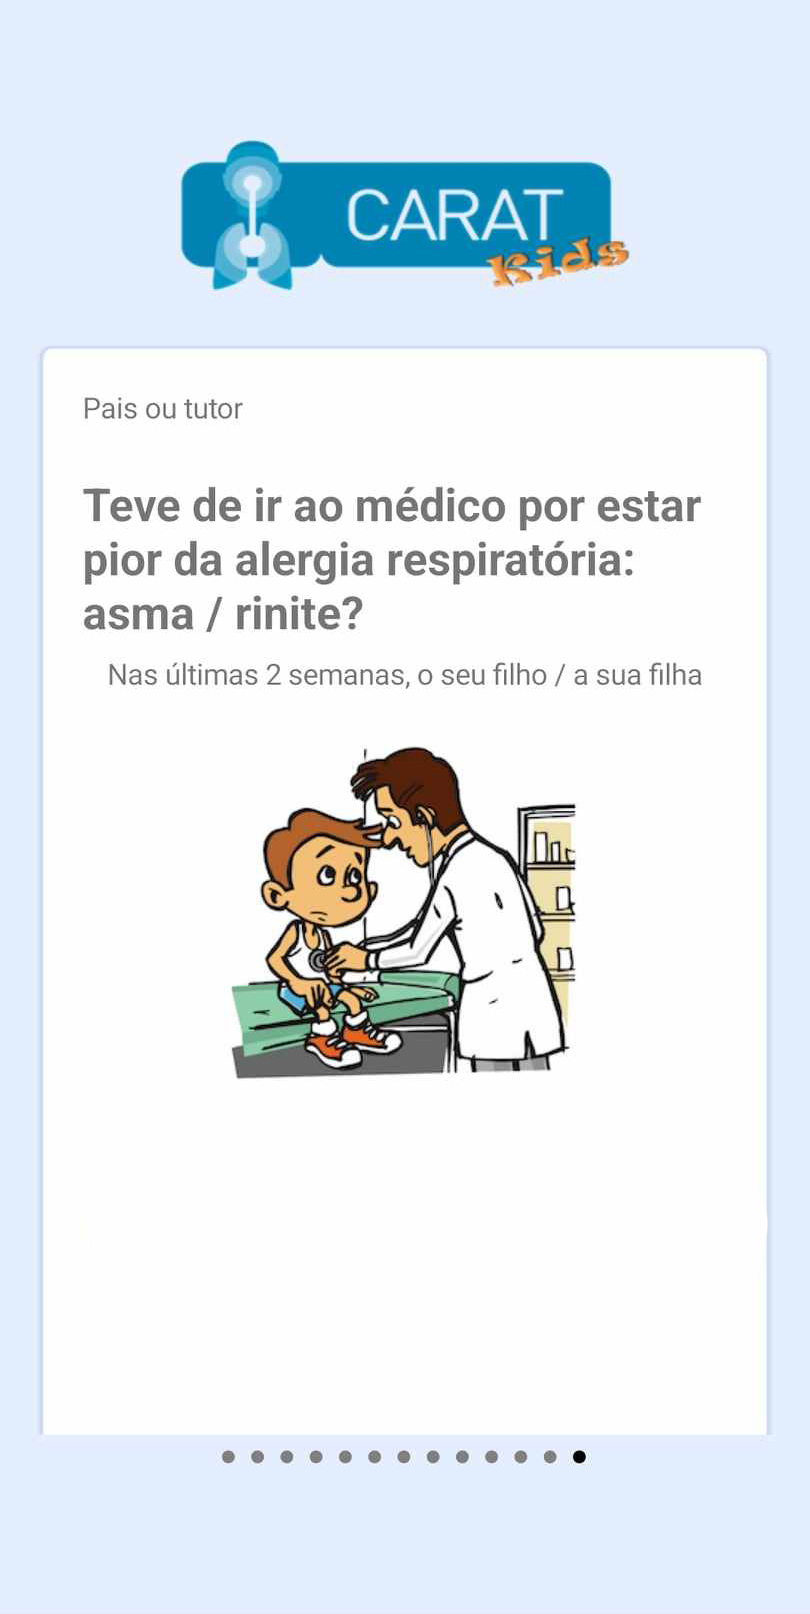 CARAT
Kids
Pais ou tutor
Teve de ir ao médico por estar
pior da alergia respiratória:
asma / rinite?
Nas últimas 2 semanas, o seu filho / a sua filha